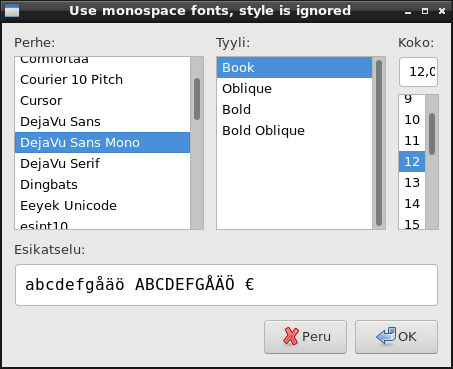 Use monospace fonts, style is ignored
Perhe:
Tyyli:
Koko:
Comfortaa
Courier 10 Pitch
Cursor
DejaVu Sans
DejaVu Sans Mono
DejaVu Serif
Dingbats
Eeyek Unicode
esint10
Book
Oblique
Bold
Bold Oblique
12,0
9
10
11
12
13
14
15
Esikatselu:
abcdefgåäö ABCDEFGÅÄÖ €
Peru
OK